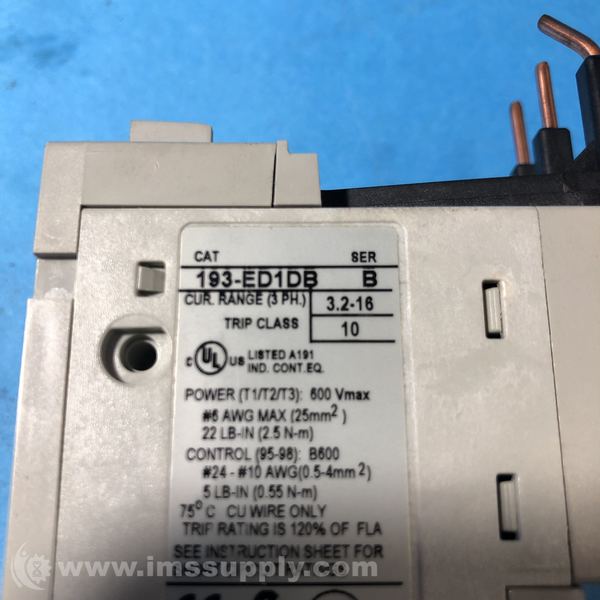 CAT SER
193-ED1DB B
CUR. RANGE (3 PH.) 3.2-16
TRIP CLASS 10
c UL US LISTED A191
IND. CONT. EQ.
POWER (T1/T2/T3): 600 Vmax
#6 AWG MAX (25mm²)
22 LB-IN (2.5 N-m)
CONTROL (95-98): B600
#24 - #10 AWG(0.5-4mm²)
5 LB-IN (0.55 N-m)
75° C CU WIRE ONLY
TRIP RATING IS 120% OF FLA
SEE INSTRUCTION SHEET FOR
www.imssupply.com